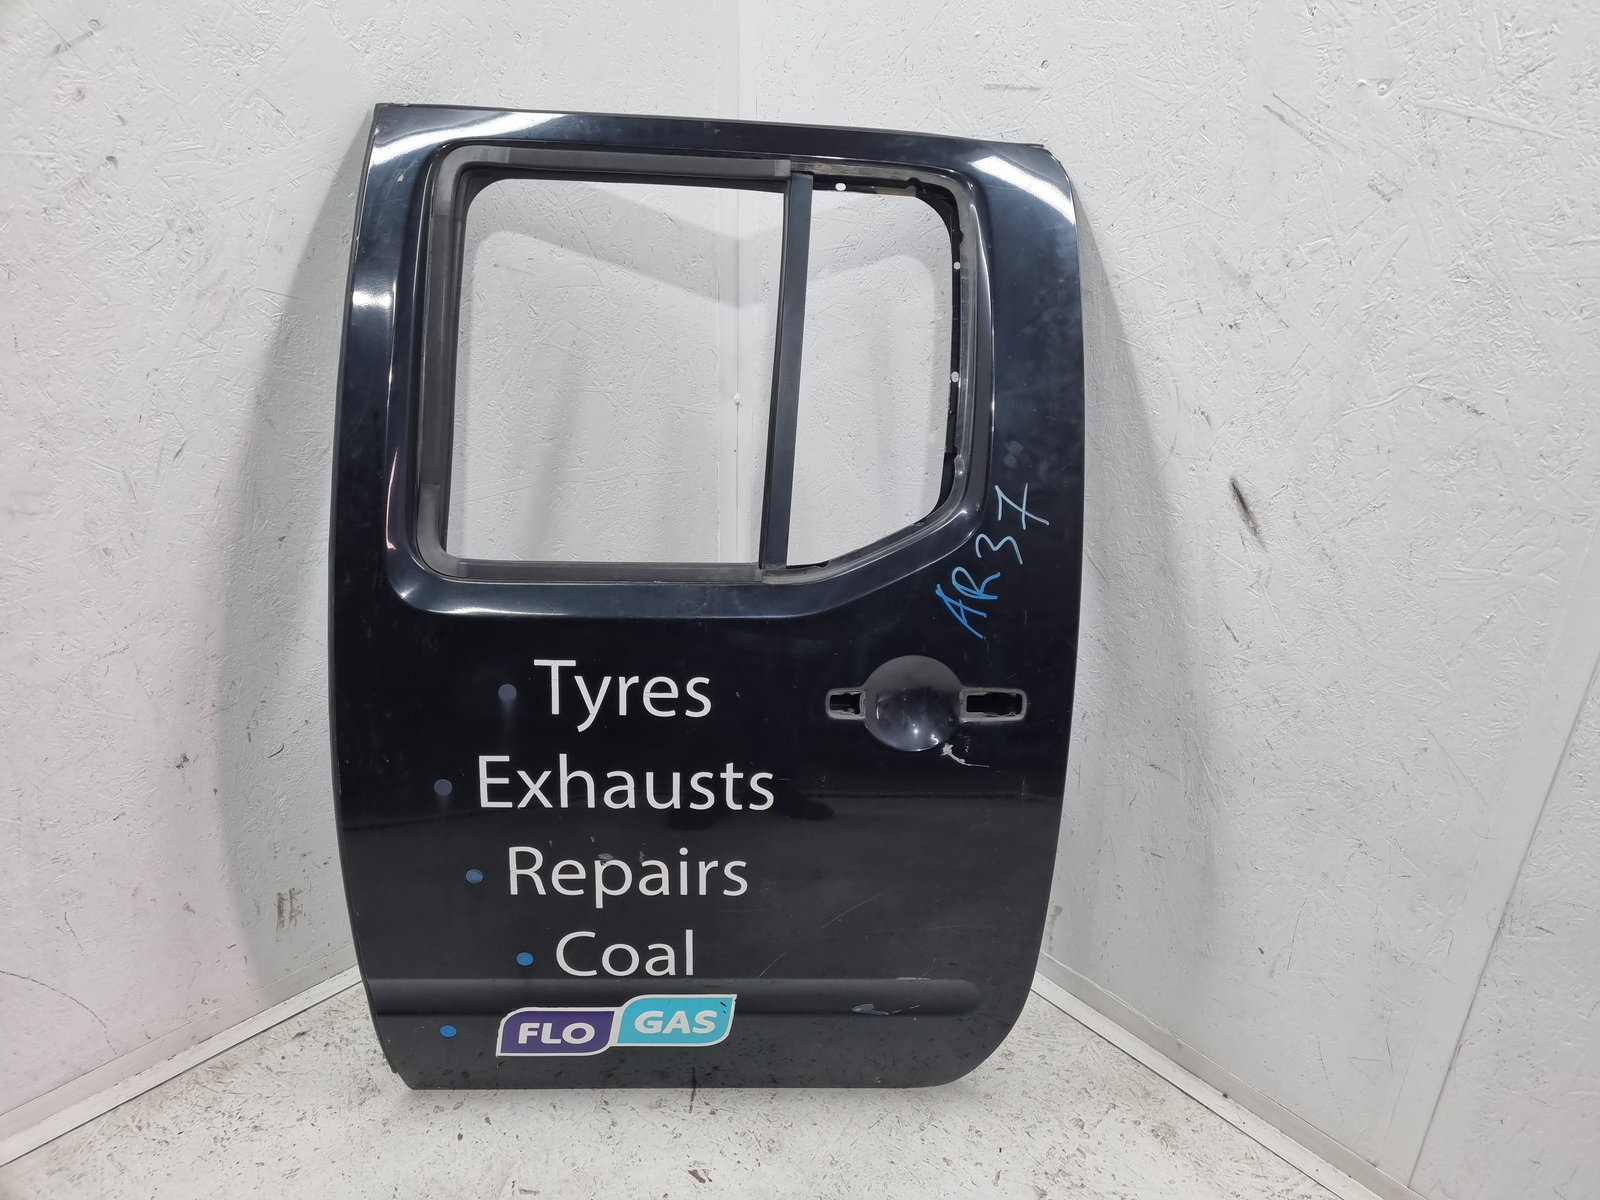 AR37
Tyres
Exhausts
Repairs
Coal
FLO GAS